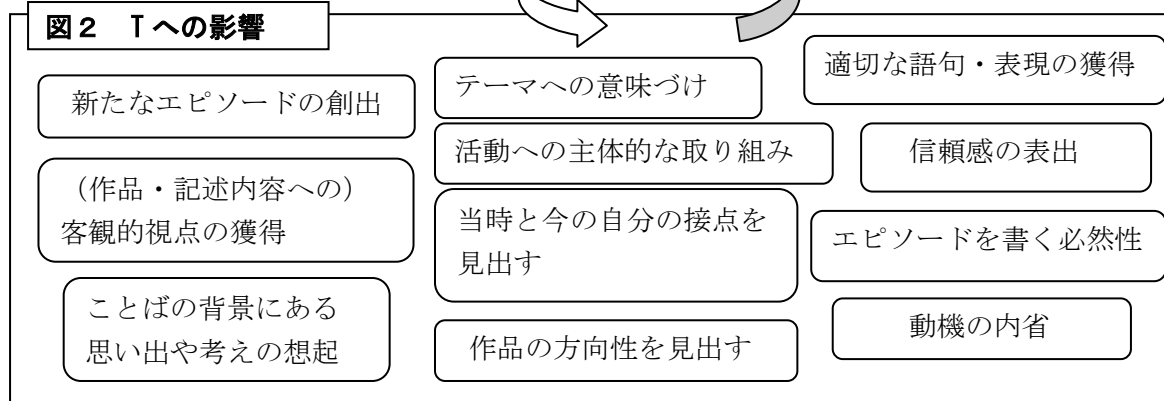 図２ Ｔへの影響
新たなエピソードの創出
（作品・記述内容への）
客観的視点の獲得
ことばの背景にある
思い出や考えの想起
テーマへの意味づけ
活動への主体的な取り組み
当時と今の自分の接点を
見出す
作品の方向性を見出す
適切な語句・表現の獲得
信頼感の表出
エピソードを書く必然性
動機の内省